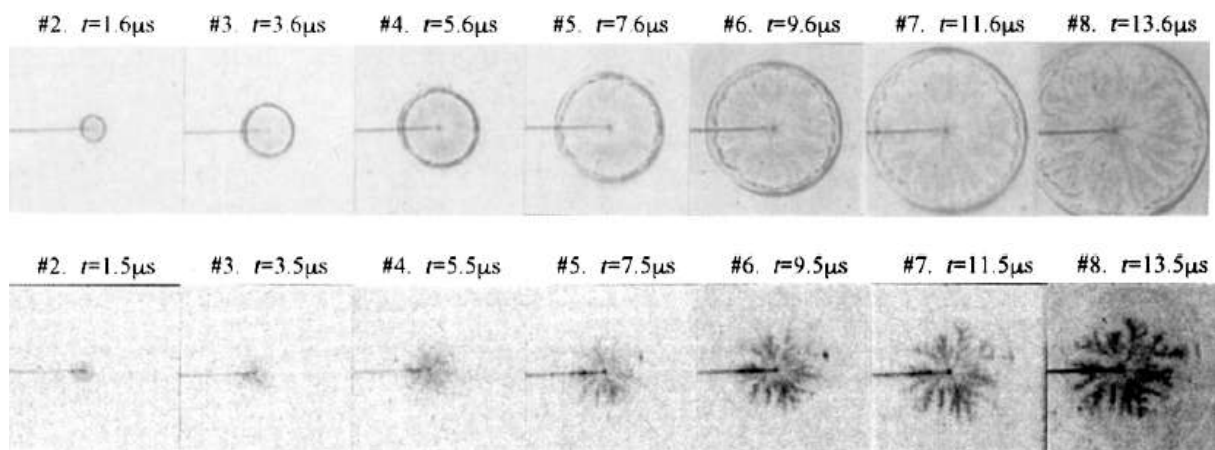 #2. t=1.6μs #3. t=3.6μs #4. t=5.6μs #5. t=7.6μs #6. t=9.6μs #7. t=11.6μs #8. t=13.6μs
#2. t=1.5μs #3. t=3.5μs #4. t=5.5μs #5. t=7.5μs #6. t=9.5μs #7. t=11.5μs #8. t=13.5μs